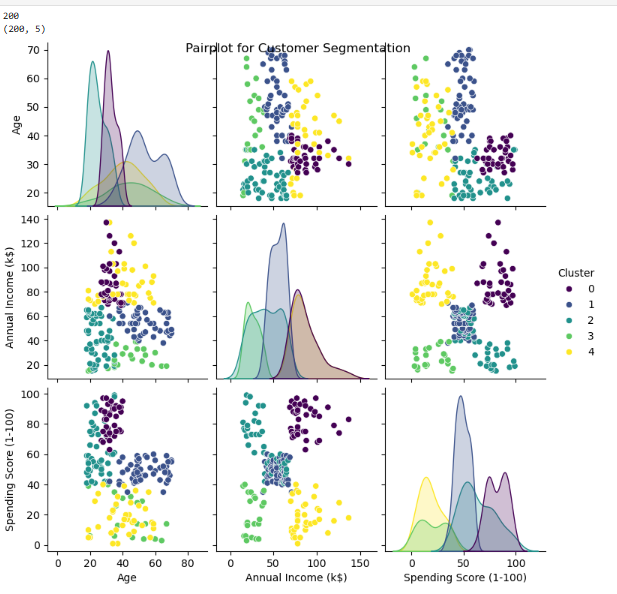 200
(200, 5)
Pairplot for Customer Segmentation
70
60
50
40
30
20
Age
140
120
100
80
60
40
20
Annual Income (k$)
100
80
60
40
20
0
Spending Score (1-100)
0 20 40 60 80
Age
0 50 100 150
Annual Income (k$)
0 50 100
Spending Score (1-100)
Cluster
0
1
2
3
4